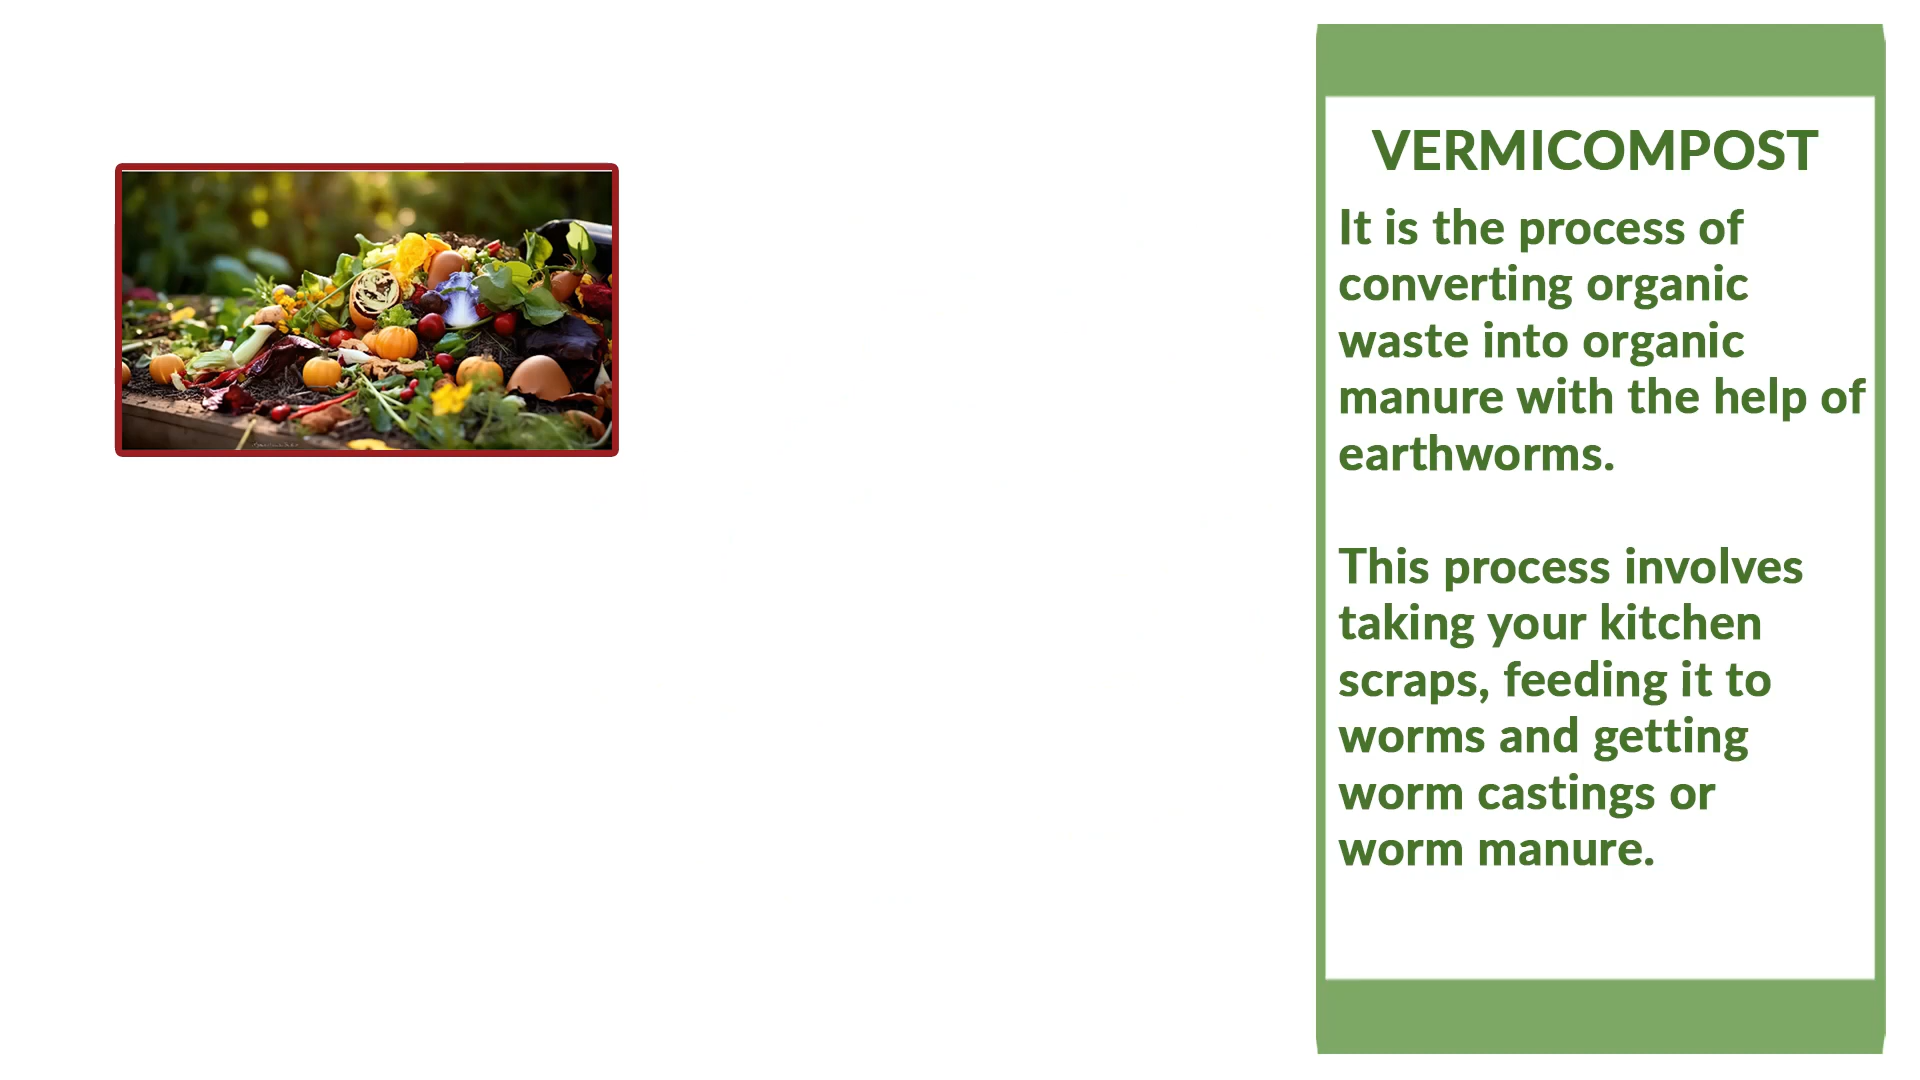 VERMICOMPOST
It is the process of
converting organic
waste into organic
manure with the help of
earthworms.
This process involves
taking your kitchen
scraps, feeding it to
worms and getting
worm castings or
worm manure.